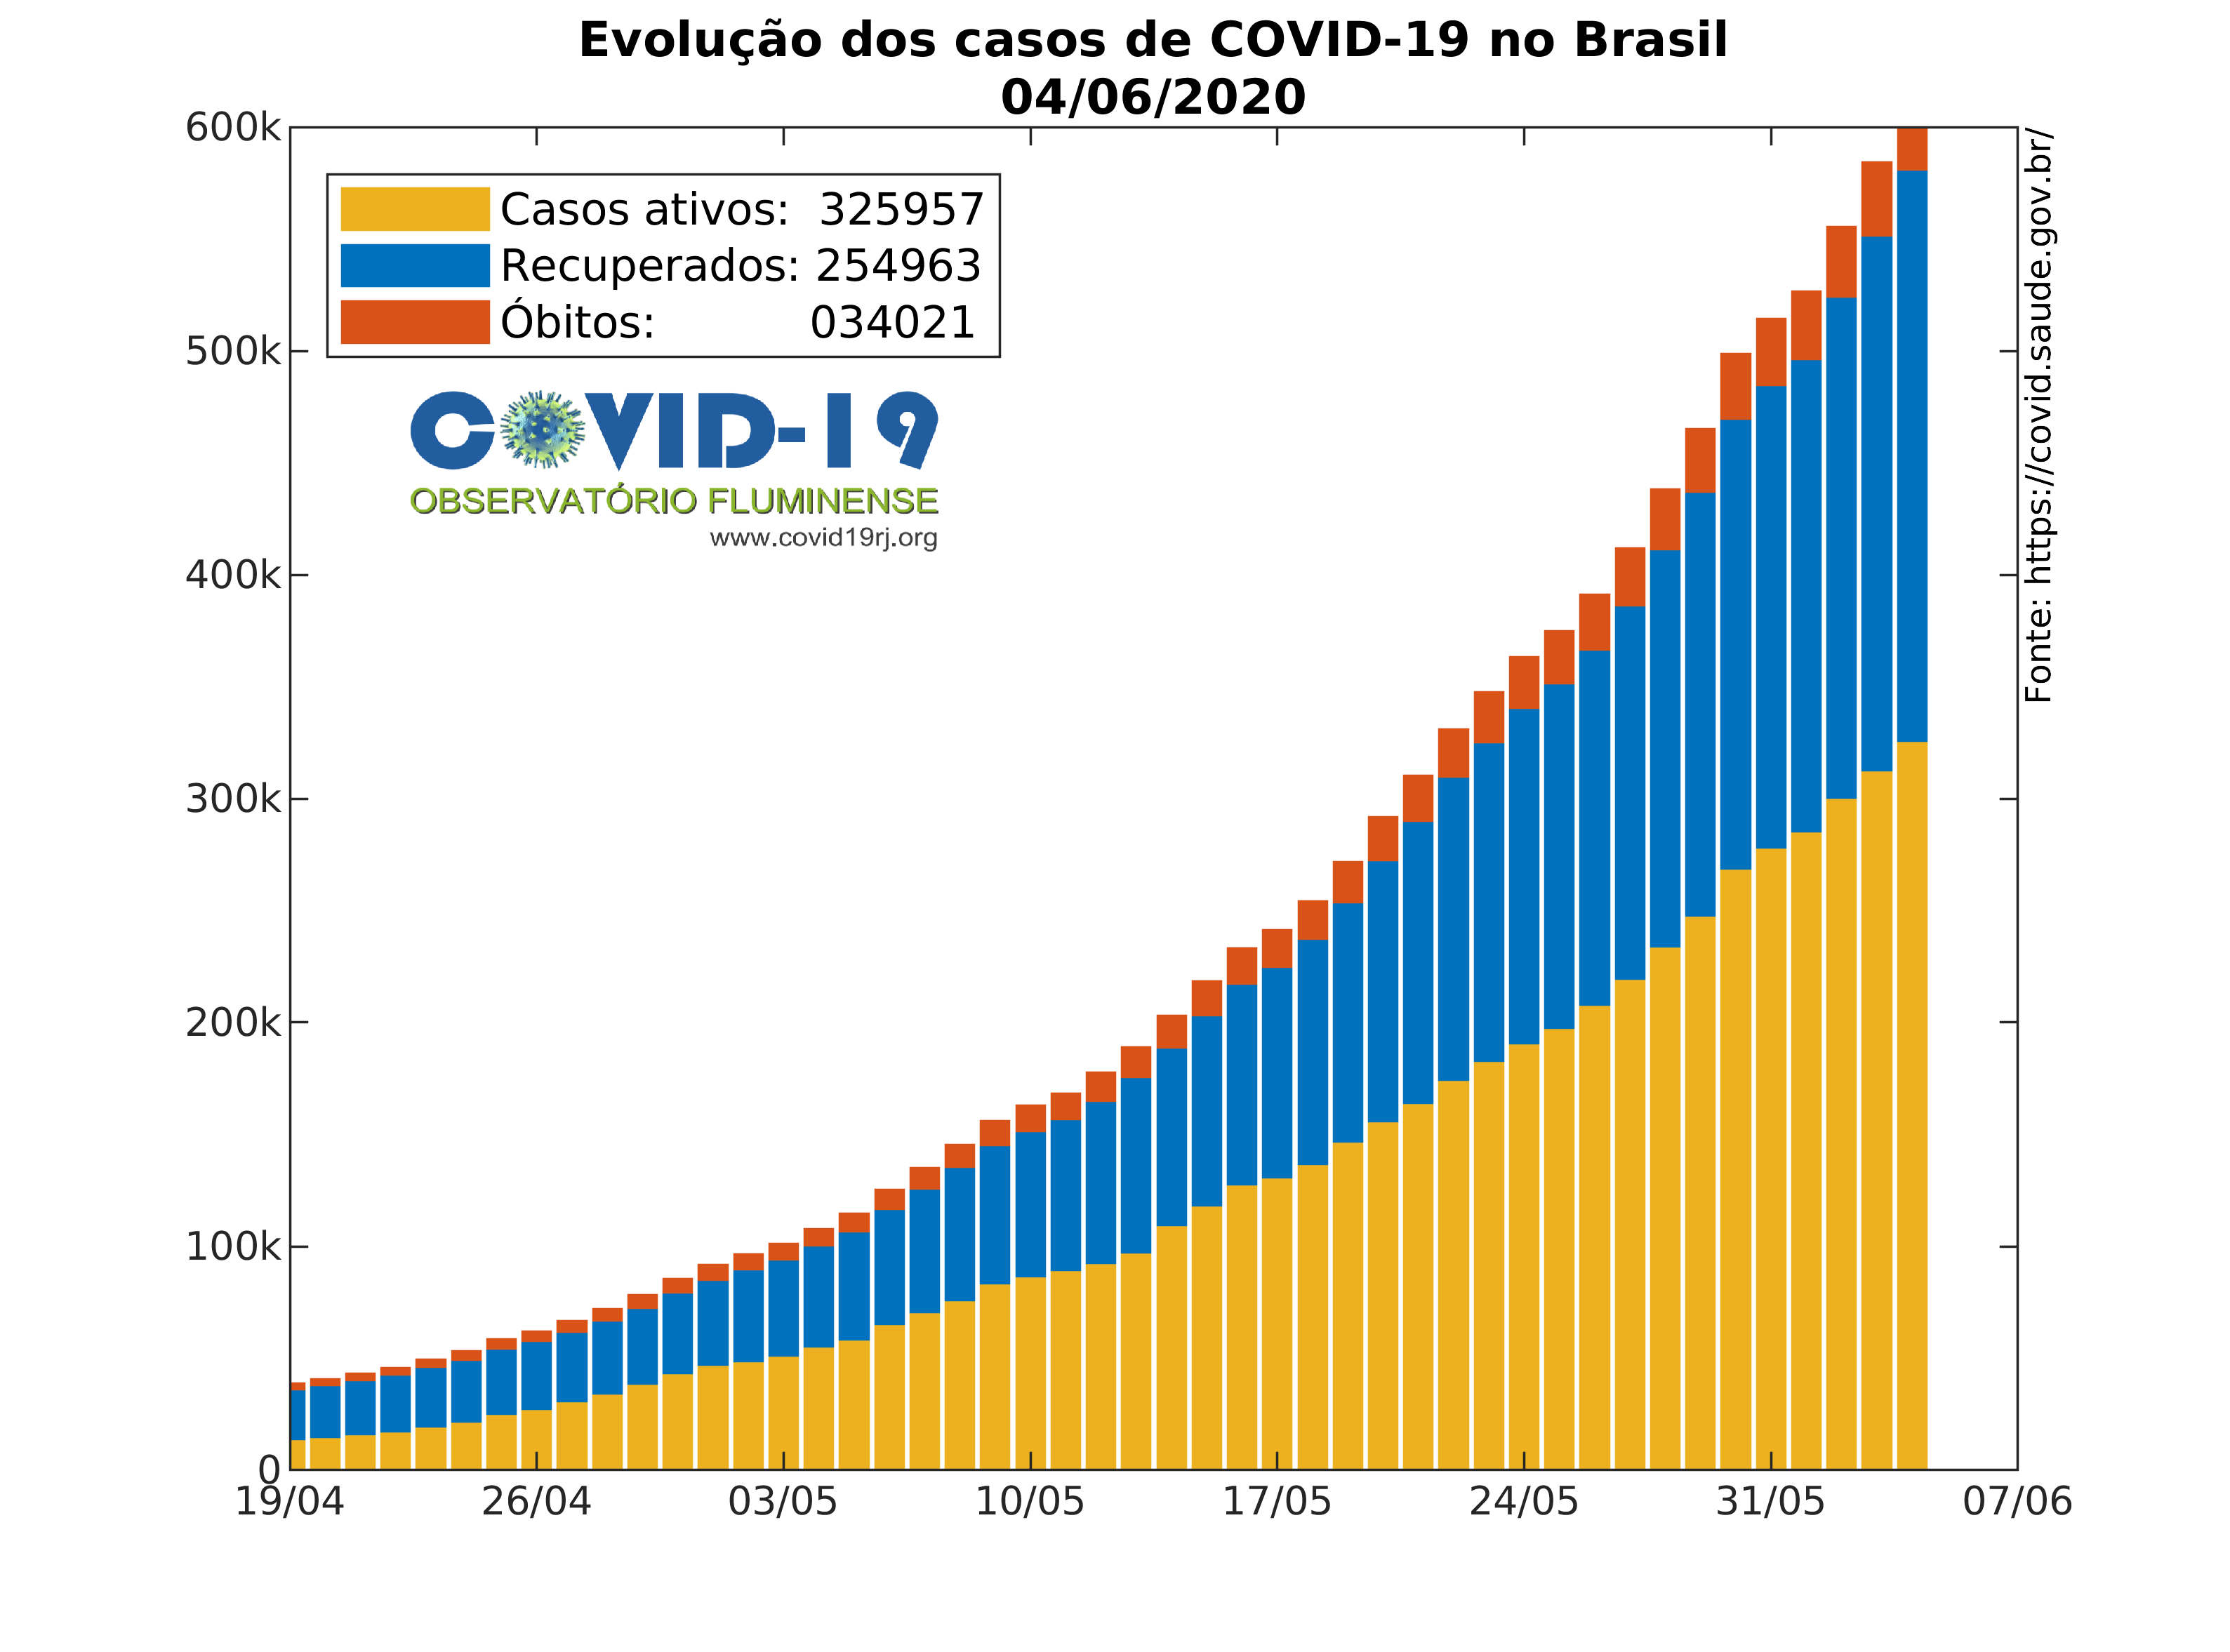 Evolução dos casos de COVID-19 no Brasil
04/06/2020
600k
500k
400k
300k
200k
100k
0
Casos ativos: 325957
Recuperados: 254963
Óbitos: 034021
COVID-19
OBSERVATÓRIO FLUMINENSE
www.covid19rj.org
Fonte: https://covid.saude.gov.br/
19/04 26/04 03/05 10/05 17/05 24/05 31/05 07/06